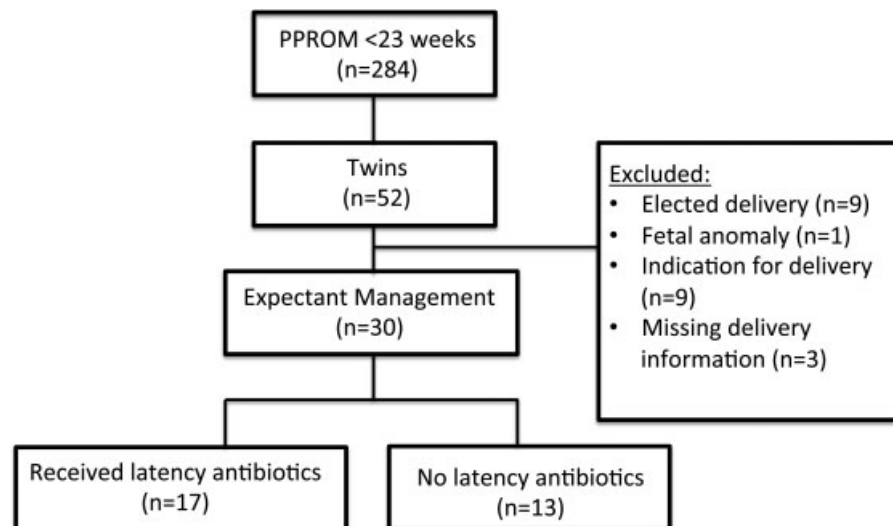 PPROM <23 weeks
(n=284)
Twins
(n=52)
Excluded:
• Elected delivery (n=9)
• Fetal anomaly (n=1)
• Indication for delivery
(n=9)
• Missing delivery
information (n=3)
Expectant Management
(n=30)
Received latency antibiotics
(n=17)
No latency antibiotics
(n=13)